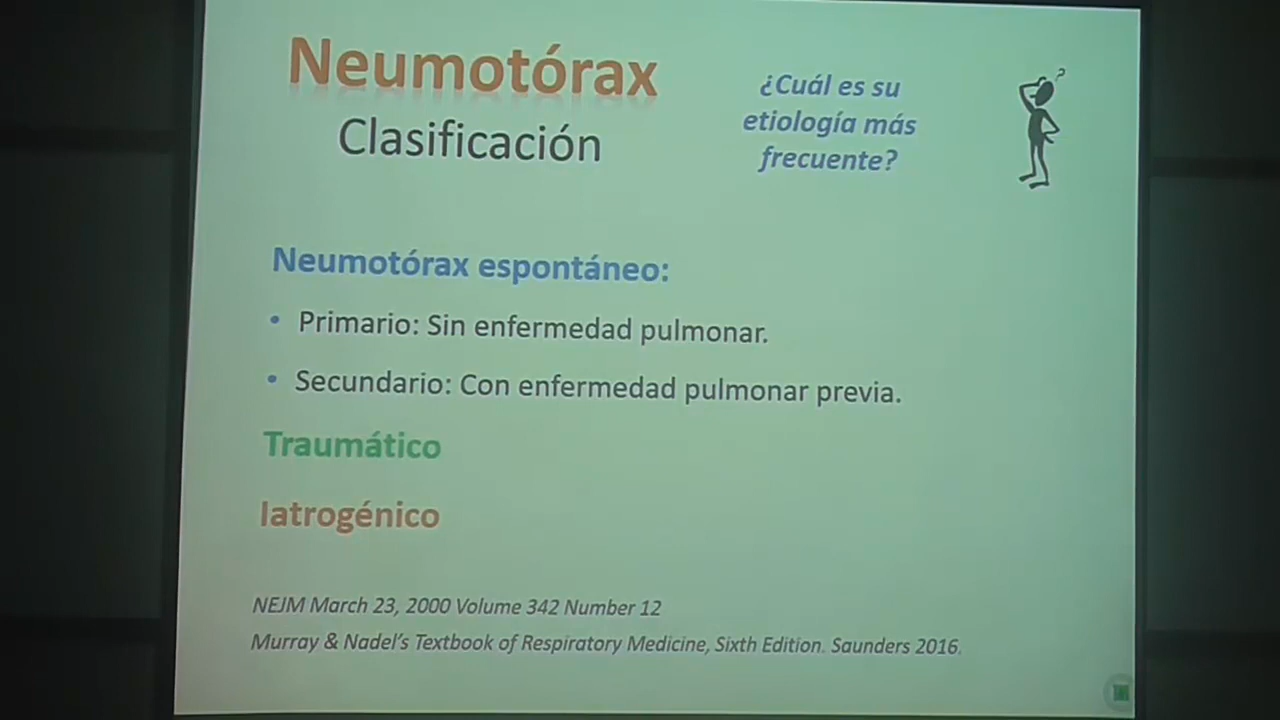 Neumotórax
Clasificación
¿Cuál es su
etiología más
frecuente?
?
Neumotórax espontáneo:
• Primario: Sin enfermedad pulmonar.
• Secundario: Con enfermedad pulmonar previa.
Traumático
Iatrogénico
NEJM March 23, 2000 Volume 342 Number 12
Murray & Nadel's Textbook of Respiratory Medicine, Sixth Edition. Saunders 2016.